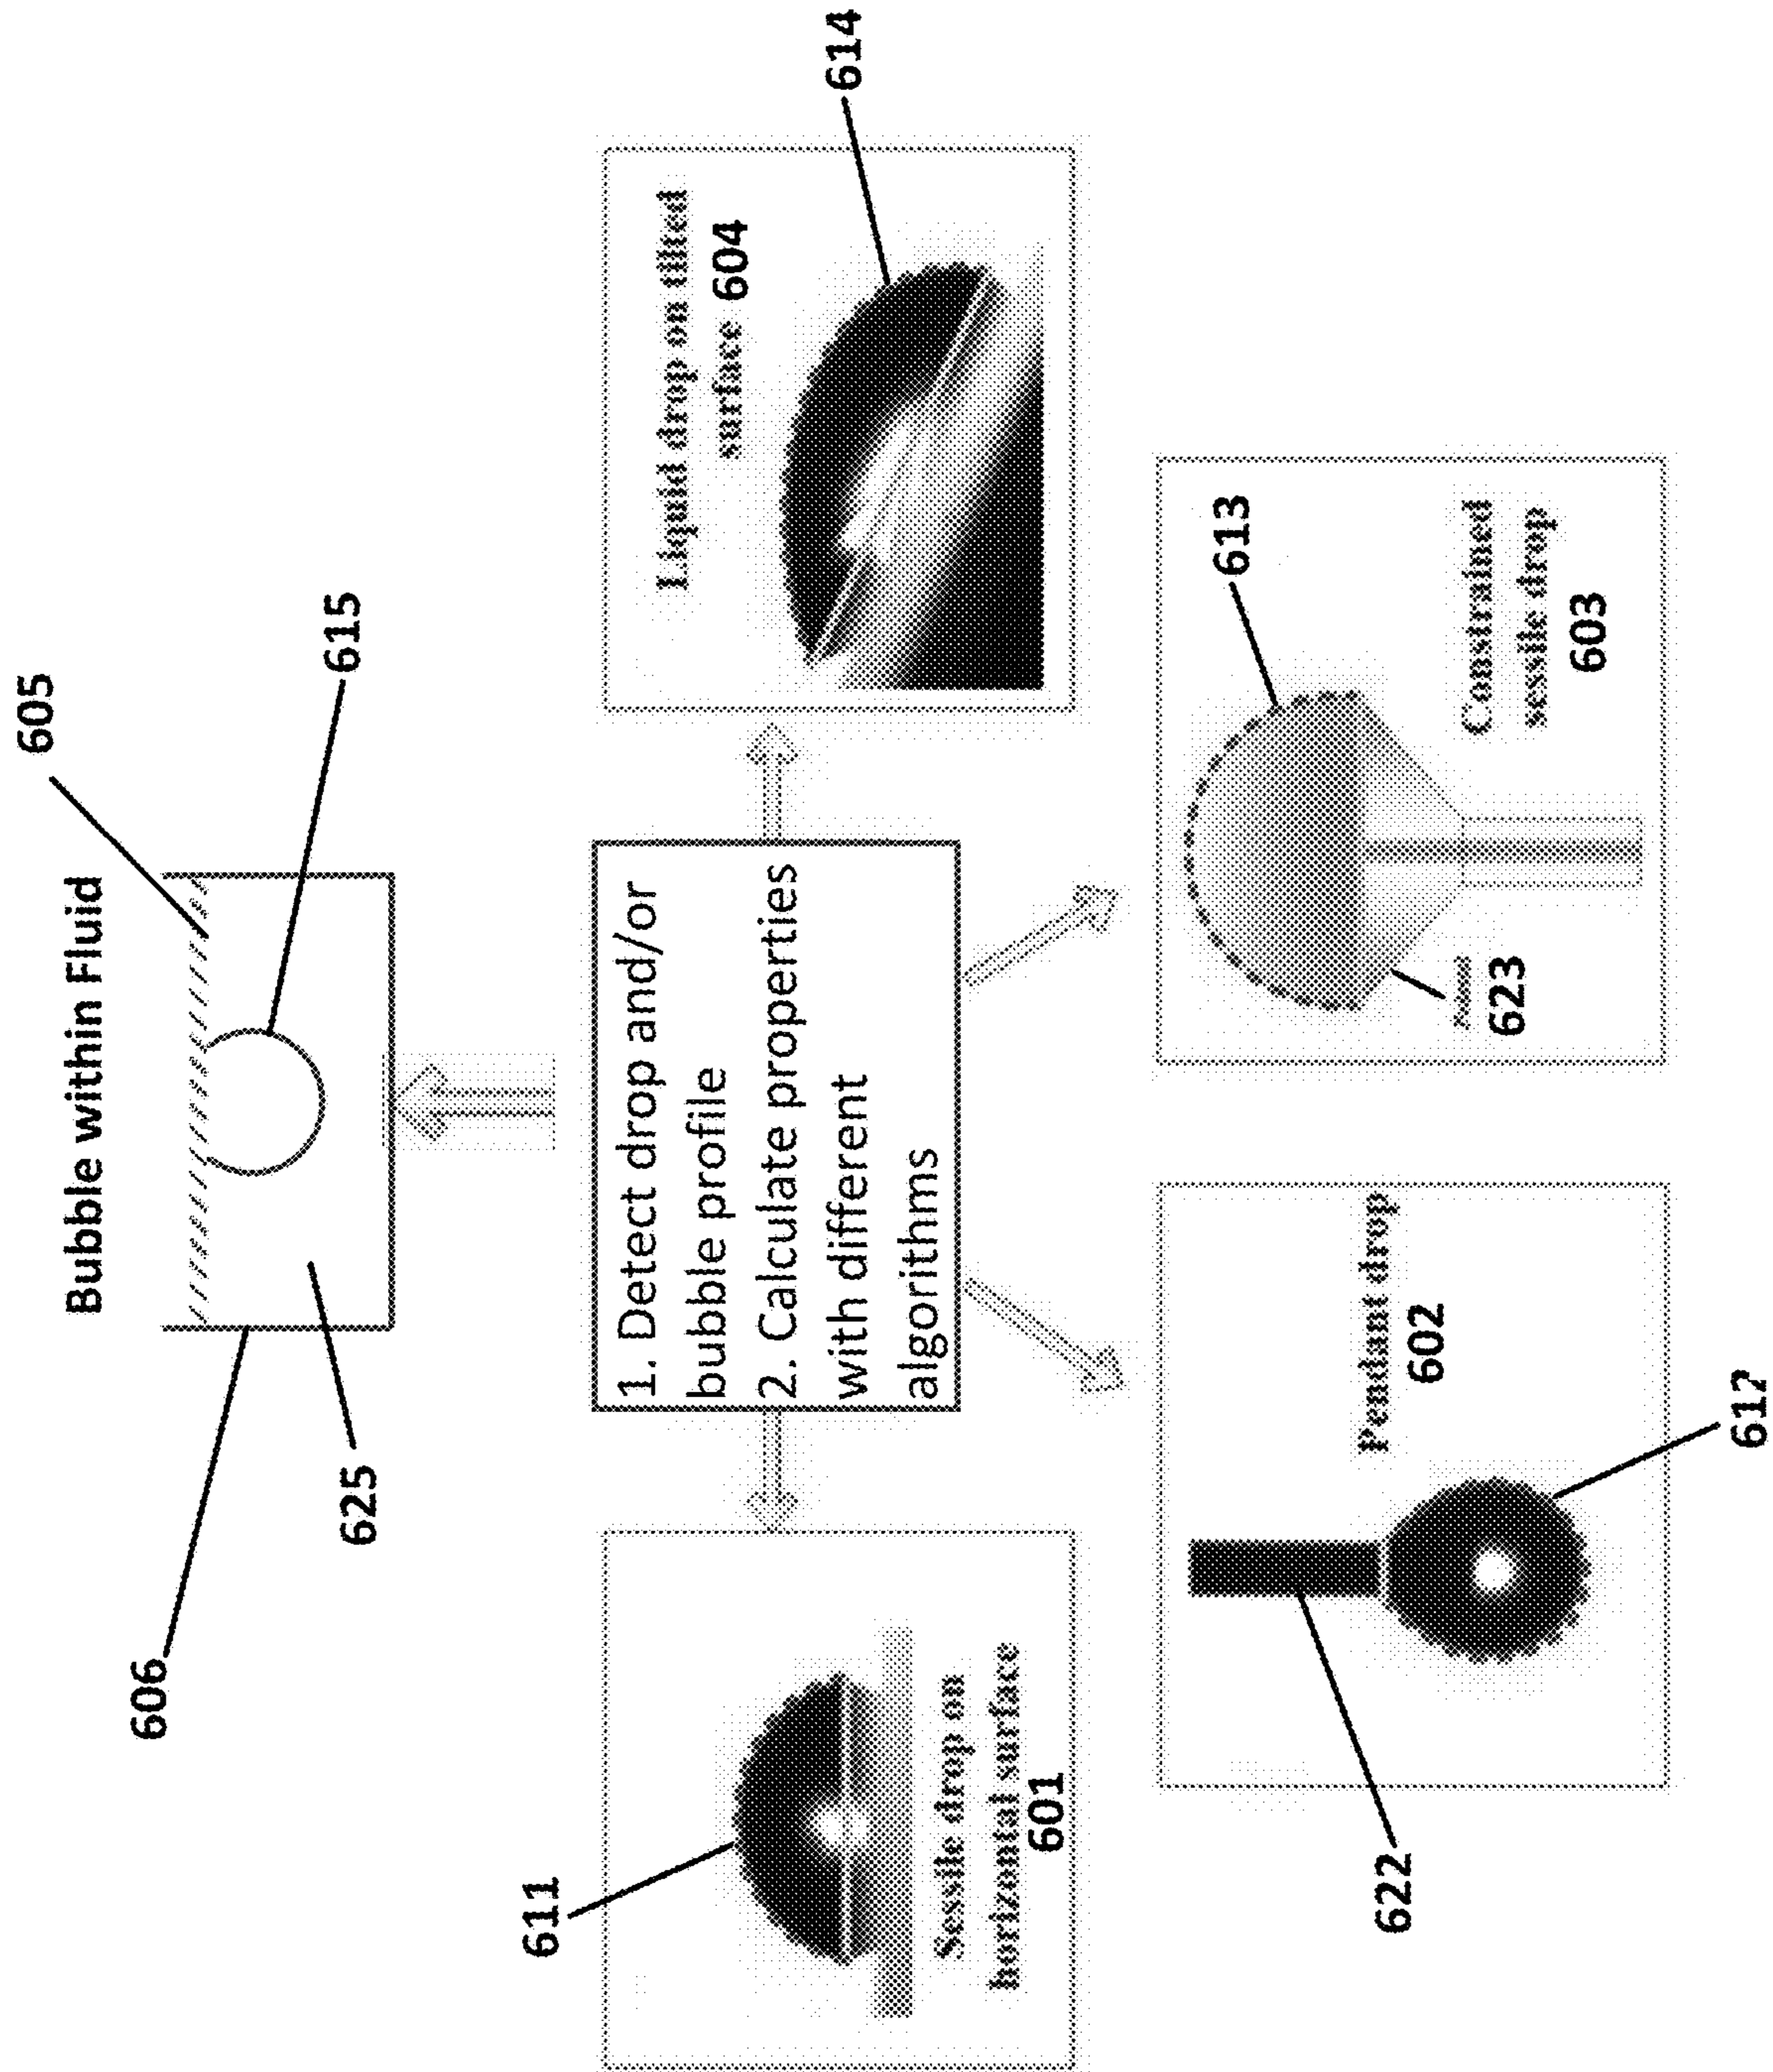 605
Bubble within Fluid
606
615
625
1. Detect drop and/or
bubble profile
2. Calculate properties
with different
algorithms
611
Sessile drop on
horizontal surface
601
614
Liquid drop on tilted
surface 604
622
Pendant drop
602
613
623
Constrained
sessile drop
603